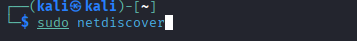 ┌──(kali㉿kali)-[~]
└─$ sudo netdiscover